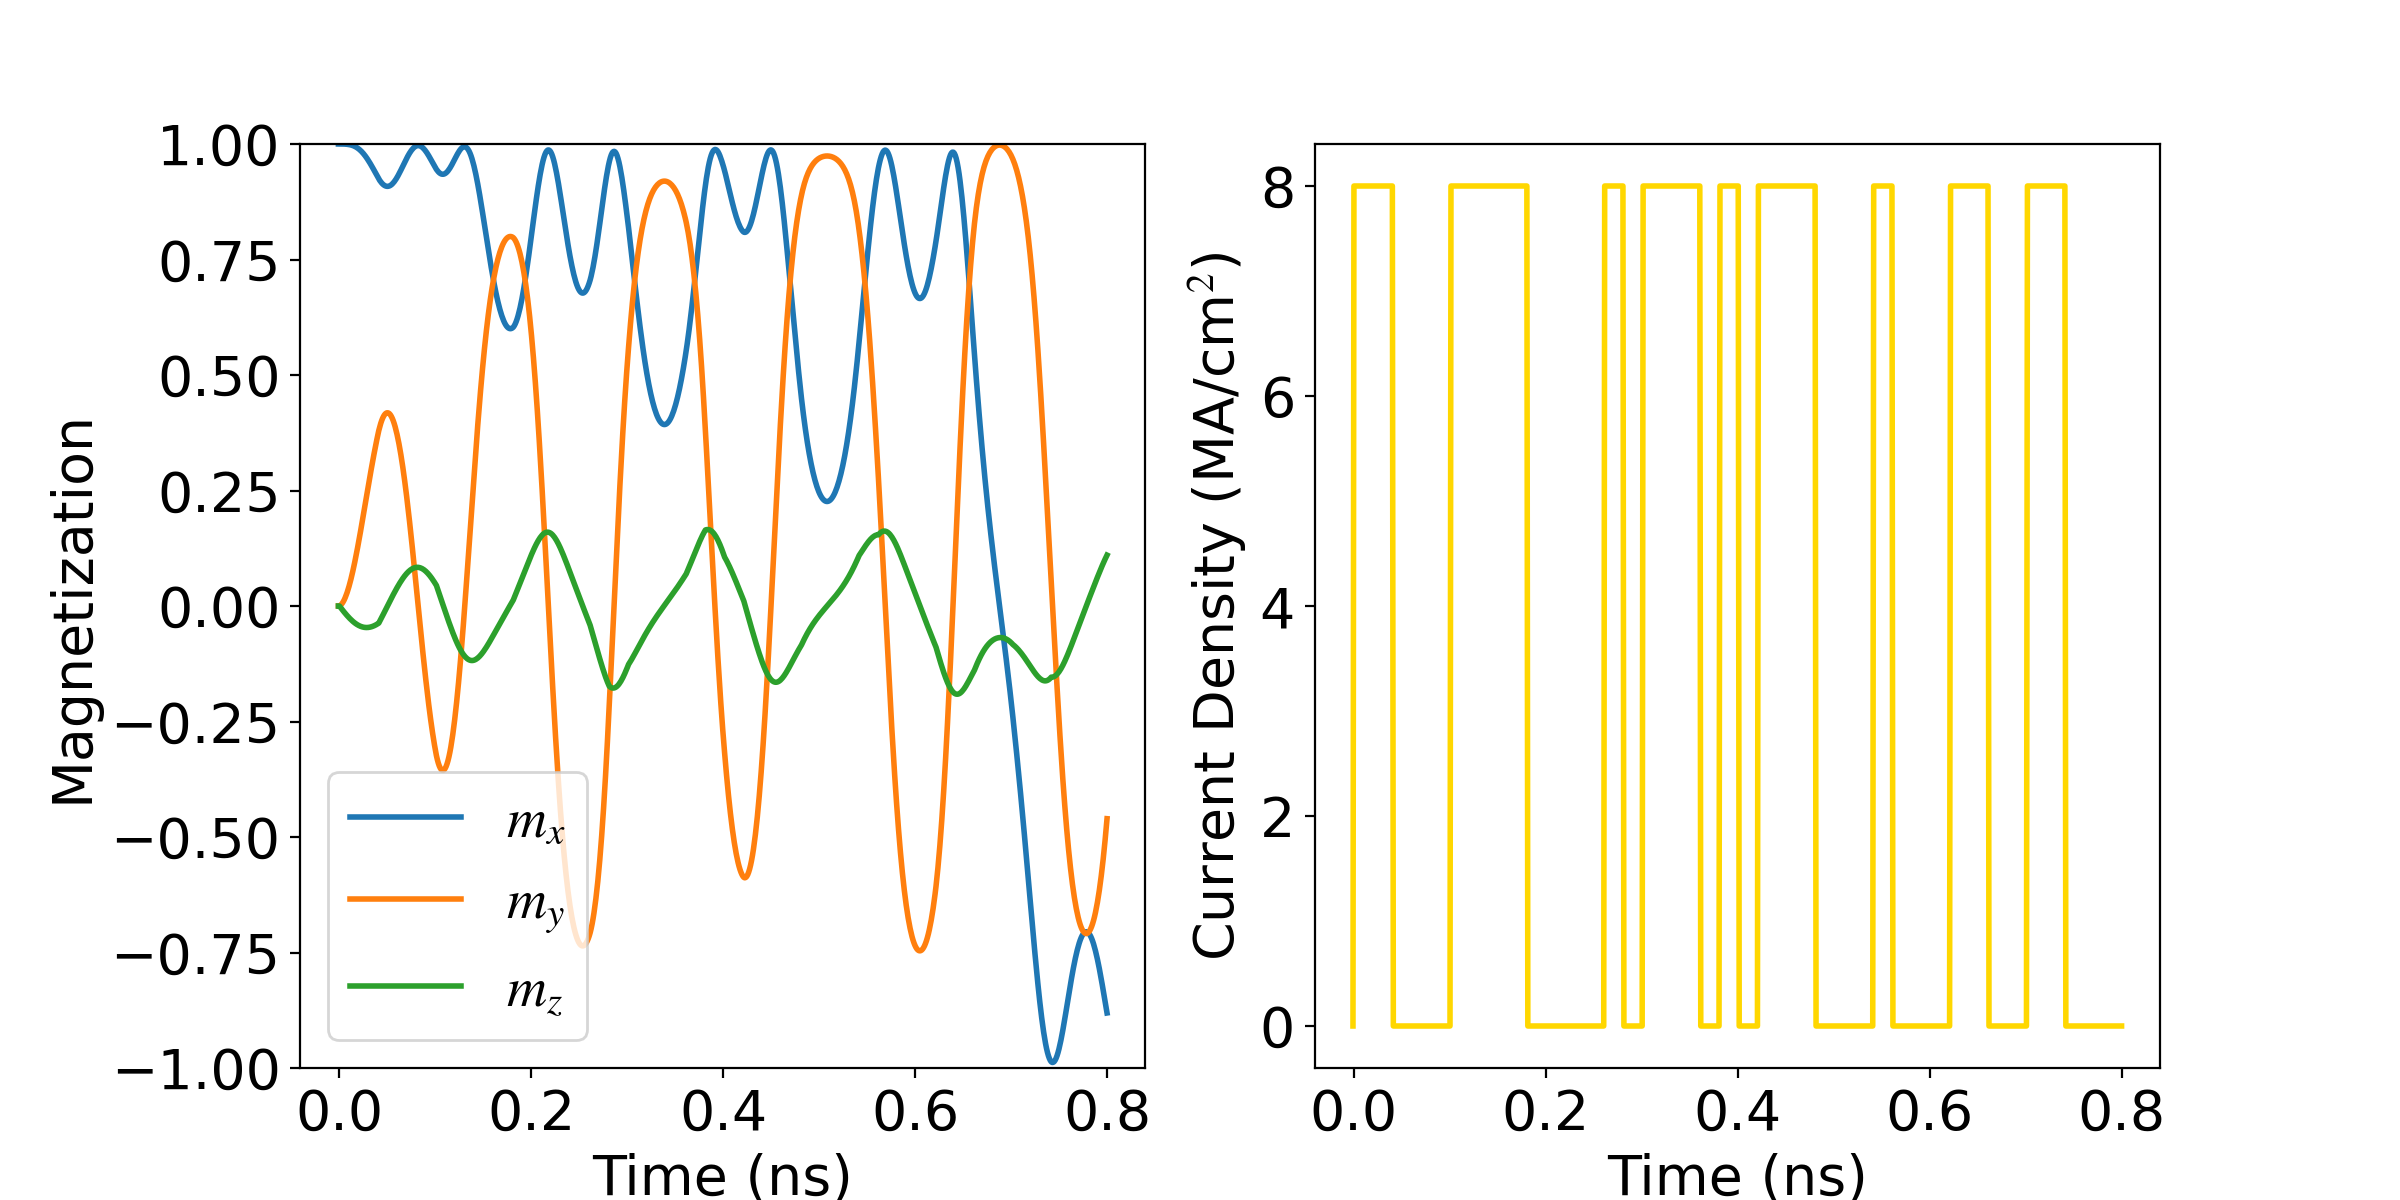 Magnetization
1.00
0.75
0.50
0.25
0.00
−0.25
−0.50
−0.75
−1.00
0.0 0.2 0.4 0.6 0.8
Time (ns)
m_x
m_y
m_z
Current Density (MA/cm²)
8
6
4
2
0
0.0 0.2 0.4 0.6 0.8
Time (ns)